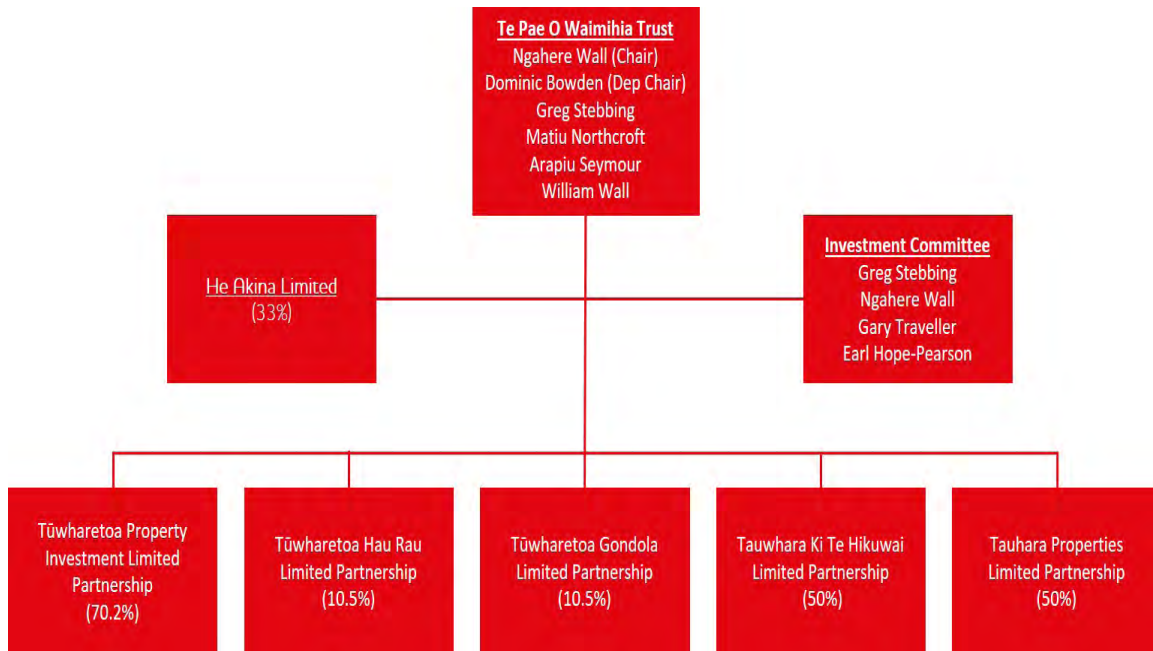 Te Pae O Waimihia Trust
Ngahere Wall (Chair)
Dominic Bowden (Dep Chair)
Greg Stebbing
Matiu Northcroft
Arapiu Seymour
William Wall
He Akina Limited
(33%)
Investment Committee
Greg Stebbing
Ngahere Wall
Gary Traveller
Earl Hope-Pearson
Tūwharetoa Property
Investment Limited
Partnership
(70.2%)
Tūwharetoa Hau Rau
Limited Partnership
(10.5%)
Tūwharetoa Gondola
Limited Partnership
(10.5%)
Tauwhara Ki Te Hikuwai
Limited Partnership
(50%)
Tauhara Properties
Limited Partnership
(50%)